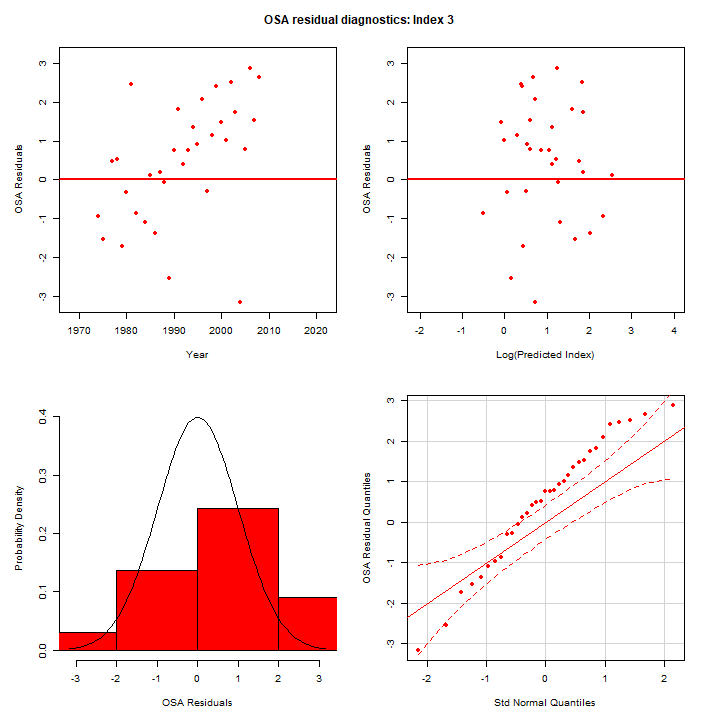 OSA residual diagnostics: Index 3
3
2
1
0
-1
-2
-3
OSA Residuals
1970 1980 1990 2000 2010 2020
Year
3
2
1
0
-1
-2
-3
OSA Residuals
-2 -1 0 1 2 3 4
Log(Predicted Index)
0.4
0.3
0.2
0.1
0.0
Probability Density
-3 -2 -1 0 1 2 3
OSA Residuals
3
2
1
0
-1
-2
-3
OSA Residual Quantiles
-2 -1 0 1 2
Std Normal Quantiles